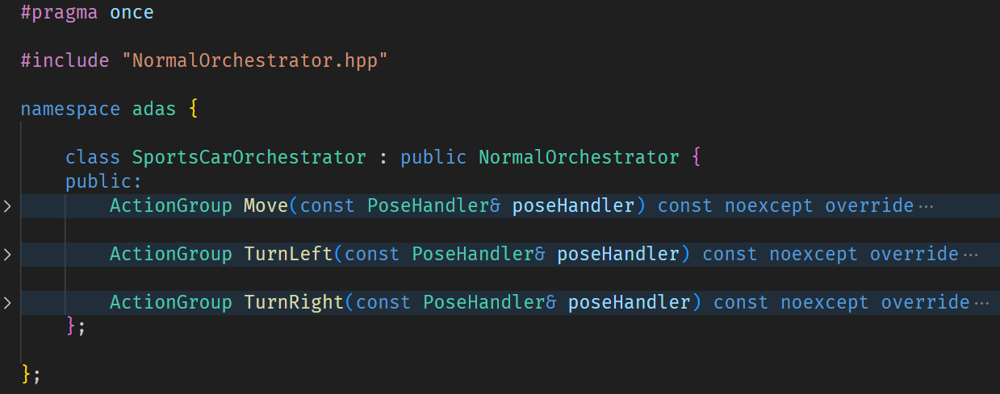 #pragma once
#include "NormalOrchestrator.hpp"
namespace adas {
class SportsCarOrchestrator : public NormalOrchestrator {
public:
ActionGroup Move(const PoseHandler& poseHandler) const noexcept override ···
ActionGroup TurnLeft(const PoseHandler& poseHandler) const noexcept override ···
ActionGroup TurnRight(const PoseHandler& poseHandler) const noexcept override ···
};
};